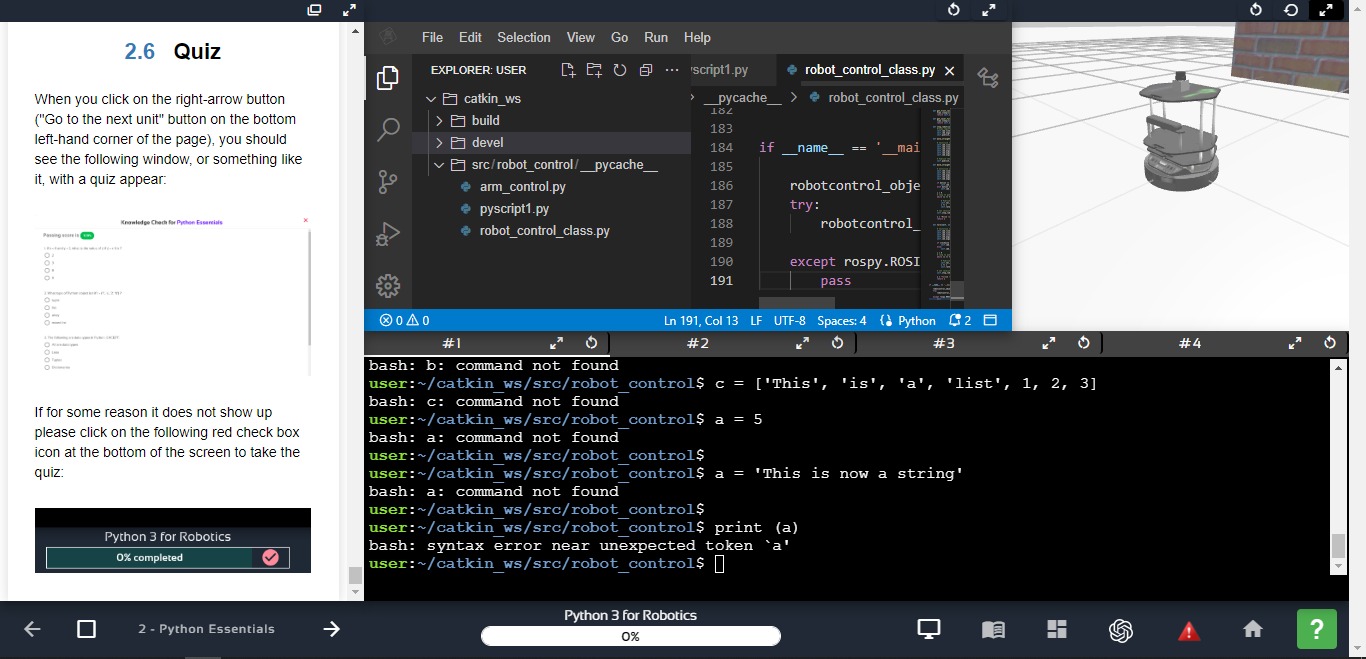 2.6 Quiz
When you click on the right-arrow button
("Go to the next unit" button on the bottom
left-hand corner of the page), you should
see the following window, or something like
it, with a quiz appear:
Knowledge Check for Python Essentials
Passing score is
If for some reason it does not show up
please click on the following red check box
icon at the bottom of the screen to take the
quiz:
Python 3 for Robotics
0% completed
File Edit Selection View Go Run Help
EXPLORER: USER
catkin_ws
build
devel
src/robot_control/__pycache__
arm_control.py
pyscript1.py
robot_control_class.py
script1.py robot_control_class.py
__pycache__ > robot_control_class.py
182
183
184 if __name__ == '__mai
185
186 robotcontrol_obje
187 try:
188 robotcontrol_
189
190 except rospy.ROSI
191 pass
0 0 Ln 191, Col 13 LF UTF-8 Spaces: 4 Python 2
#1 #2 #3 #4
bash: b: command not found
user:~/catkin_ws/src/robot_control$ c = ['This', 'is', 'a', 'list', 1, 2, 3]
bash: c: command not found
user:~/catkin_ws/src/robot_control$ a = 5
bash: a: command not found
user:~/catkin_ws/src/robot_control$
user:~/catkin_ws/src/robot_control$ a = 'This is now a string'
bash: a: command not found
user:~/catkin_ws/src/robot_control$
user:~/catkin_ws/src/robot_control$ print (a)
bash: syntax error near unexpected token `a'
user:~/catkin_ws/src/robot_control$
2 - Python Essentials
Python 3 for Robotics
0%
?